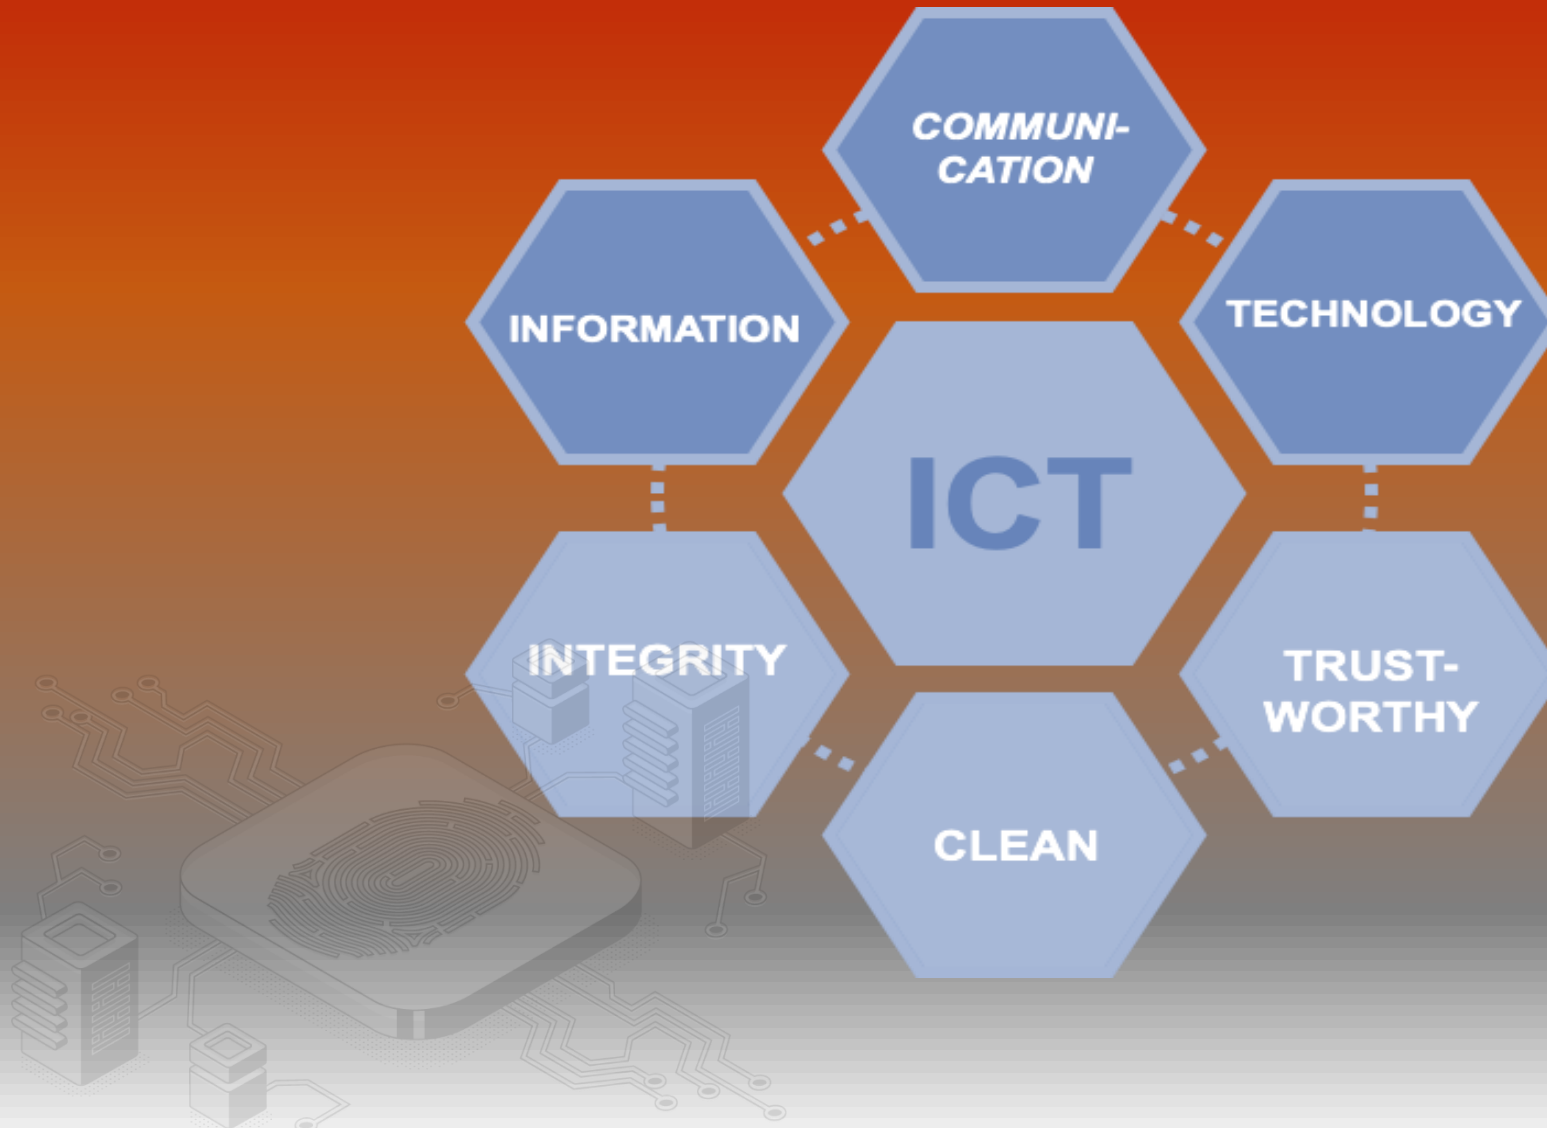 COMMUNI-
CATION
INFORMATION
TECHNOLOGY
ICT
INTEGRITY
TRUST-
WORTHY
CLEAN